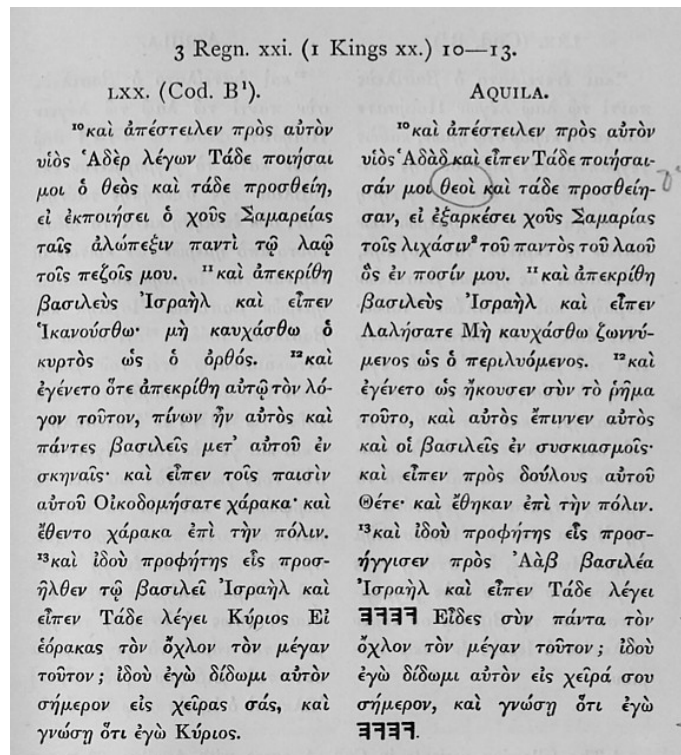 3 Regn. xxi. (1 Kings xx.) 10—13.
LXX. (Cod. B¹).
¹⁰καὶ ἀπέστειλεν πρὸς αὐτὸν
υἱὸς Ἀδὲρ λέγων Τάδε ποιήσαι
μοι ὁ θεὸς καὶ τάδε προσθείη,
εἰ ἐκποιήσει ὁ χοῦς Σαμαρείας
ταῖς ἀλώπεξιν παντὶ τῷ λαῷ
τοῖς πεζοῖς μου. ¹¹καὶ ἀπεκρίθη
βασιλεὺς Ἰσραὴλ καὶ εἶπεν
Ἱκανούσθω· μὴ καυχάσθω ὁ
κυρτὸς ὡς ὁ ὀρθός. ¹²καὶ
ἐγένετο ὅτε ἀπεκρίθη αὐτῷ τὸν λό-
γον τοῦτον, πίνων ἦν αὐτὸς καὶ
πάντες βασιλεῖς μετ' αὐτοῦ ἐν
σκηναῖς· καὶ εἶπεν τοῖς παισὶν
αὐτοῦ Οἰκοδομήσατε χάρακα· καὶ
ἔθεντο χάρακα ἐπὶ τὴν πόλιν.
¹³καὶ ἰδοὺ προφήτης εἷς προσ-
ῆλθεν τῷ βασιλεῖ Ἰσραὴλ καὶ
εἶπεν Τάδε λέγει Κύριος Εἰ
ἑόρακας τὸν ὄχλον τὸν μέγαν
τοῦτον; ἰδοὺ ἐγὼ δίδωμι αὐτὸν
σήμερον εἰς χεῖρας σάς, καὶ
γνώσῃ ὅτι ἐγὼ Κύριος.
AQUILA.
¹⁰καὶ ἀπέστειλεν πρὸς αὐτὸν
υἱὸς Ἀδὰδ καὶ εἶπεν Τάδε ποιήσαι-
σάν μοι θεοὶ καὶ τάδε προσθείη-
σαν, εἰ ἐξαρκέσει χοῦς Σαμαρίας
τοῖς λιχάσιν² τοῦ παντὸς τοῦ λαοῦ
ὃς ἐν ποσίν μου. ¹¹καὶ ἀπεκρίθη
βασιλεὺς Ἰσραὴλ καὶ εἶπεν
Λαλήσατε Μὴ καυχάσθω ζωννύ-
μενος ὡς ὁ περιλυόμενος. ¹²καὶ
ἐγένετο ὡς ἤκουσεν σὺν τὸ ῥῆμα
τοῦτο, καὶ αὐτὸς ἔπιννεν αὐτὸς
καὶ οἱ βασιλεῖς ἐν συσκιασμοῖς·
καὶ εἶπεν πρὸς δούλους αὐτοῦ
Θέτε· καὶ ἔθηκαν ἐπὶ τὴν πόλιν.
¹³καὶ ἰδοὺ προφήτης εἷς προσ-
ήγγισεν πρὸς Ἀὰβ βασιλέα
Ἰσραὴλ καὶ εἶπεν Τάδε λέγει
𐤉𐤄𐤅𐤄 Εἶδες σὺν πάντα τὸν
ὄχλον τὸν μέγαν τοῦτον; ἰδοὺ
ἐγὼ δίδωμι αὐτὸν εἰς χεῖρά σου
σήμερον, καὶ γνώσῃ ὅτι ἐγὼ
𐤉𐤄𐤅𐤄.